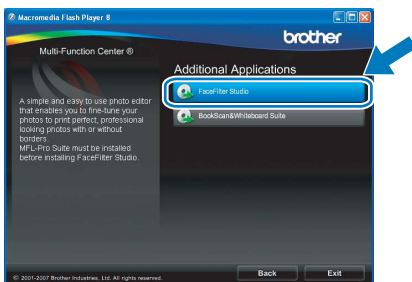 Macromedia Flash Player 8
brother
Multi-Function Center ®
Additional Applications
FaceFilter Studio
BookScan&Whiteboard Suite
A simple and easy to use photo editor
that enables you to fine-tune your
photos to print perfect, professional
looking photos with or without
borders.
MFL-Pro Suite must be installed
before installing FaceFilter Studio.
Back
Exit
© 2001-2007 Brother Industries, Ltd. All rights reserved.